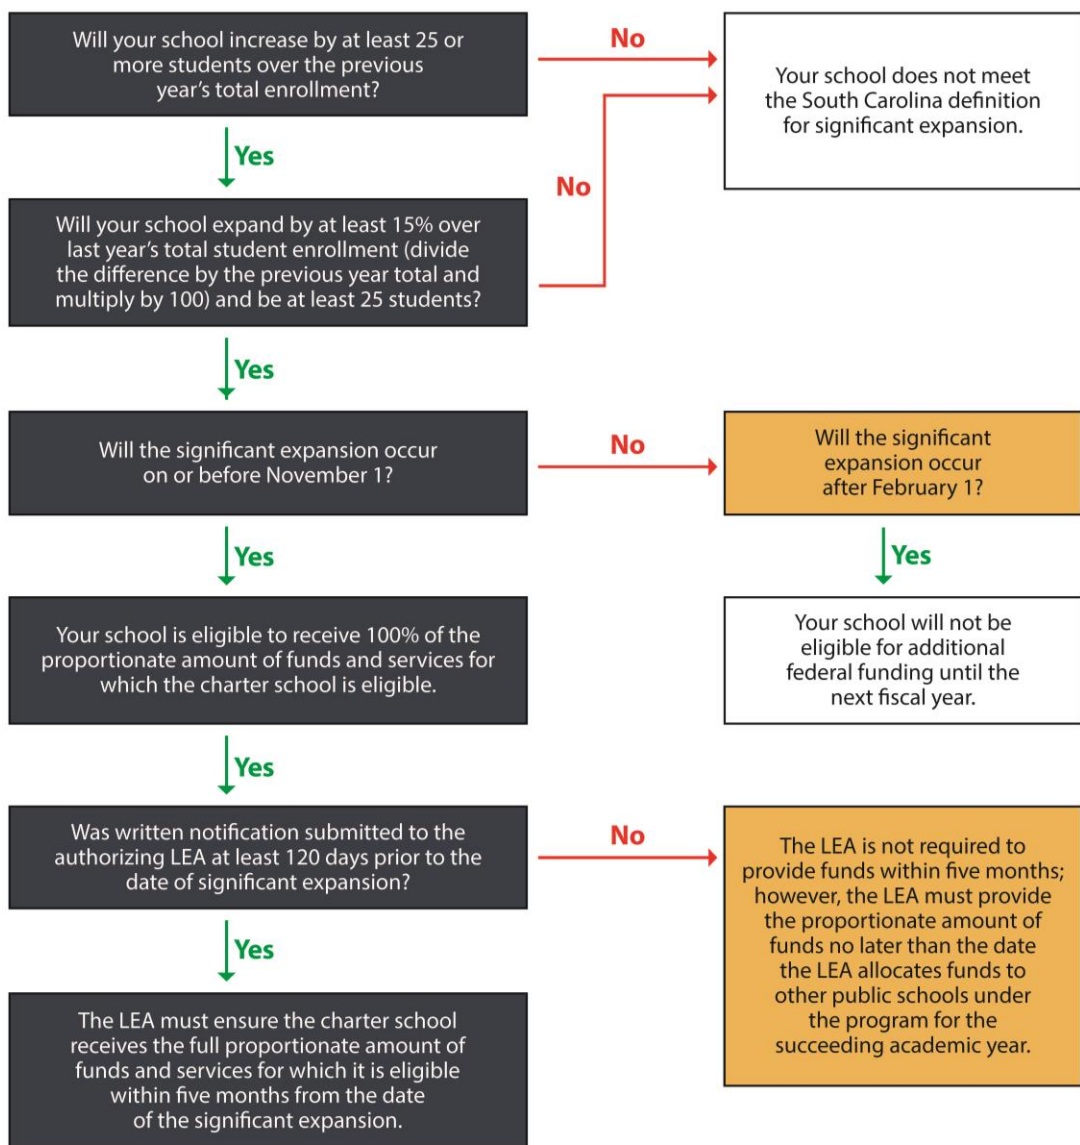 Will your school increase by at least 25 or
more students over the previous
year's total enrollment?
No
Your school does not meet
the South Carolina definition
for significant expansion.
Yes
No
Will your school expand by at least 15% over
last year's total student enrollment (divide
the difference by the previous year total and
multiply by 100) and be at least 25 students?
Yes
Will the significant expansion occur
on or before November 1?
No
Will the significant
expansion occur
after February 1?
Yes
Yes
Your school is eligible to receive 100% of the
proportionate amount of funds and services for
which the charter school is eligible.
Your school will not be
eligible for additional
federal funding until the
next fiscal year.
Yes
Was written notification submitted to the
authorizing LEA at least 120 days prior to the
date of significant expansion?
No
The LEA is not required to
provide funds within five months;
however, the LEA must provide
the proportionate amount of
funds no later than the date
the LEA allocates funds to
other public schools under
the program for the
succeeding academic year.
Yes
The LEA must ensure the charter school
receives the full proportionate amount of
funds and services for which it is eligible
within five months from the date
of the significant expansion.